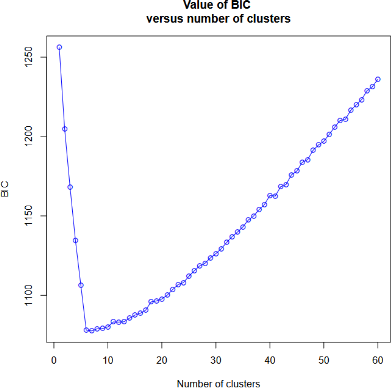 Value of BIC
versus number of clusters
1250
1200
1150
1100
BIC
0 10 20 30 40 50 60
Number of clusters